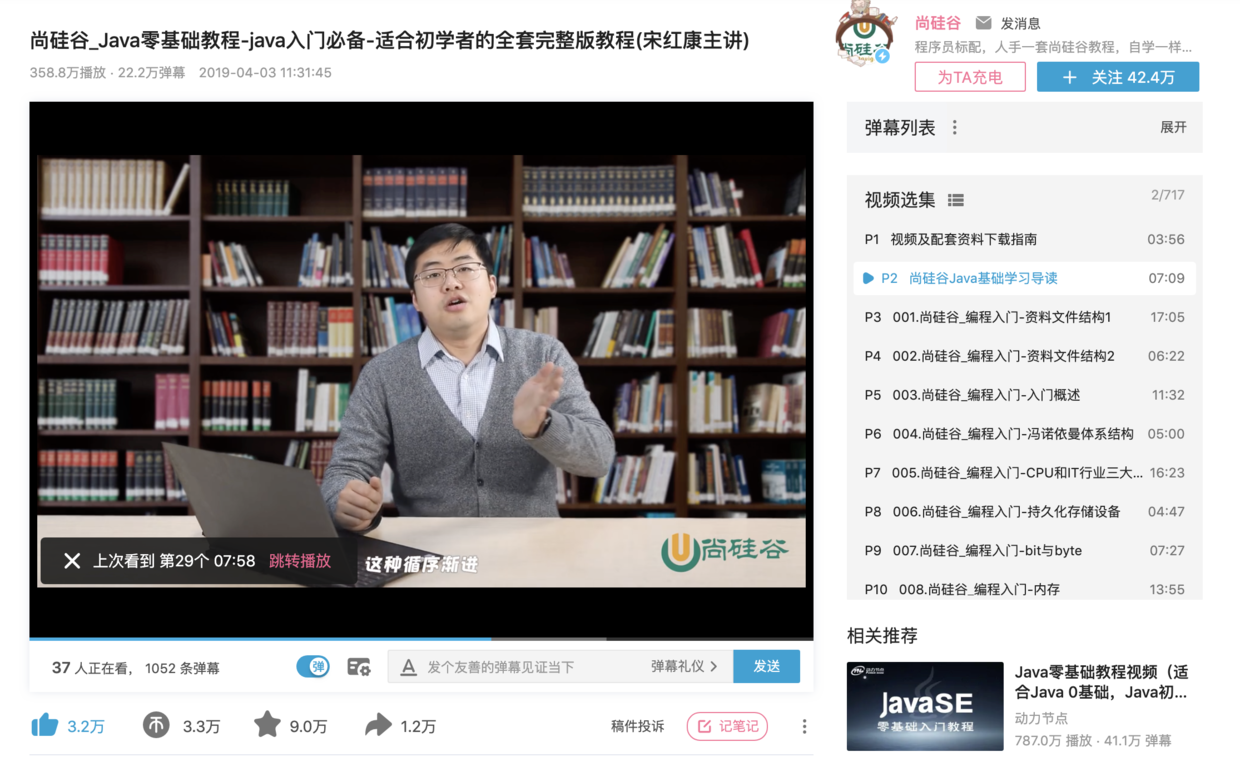 尚硅谷_Java零基础教程-java入门必备-适合初学者的全套完整版教程(宋红康主讲)
358.8万播放 · 22.2万弹幕 2019-04-03 11:31:45
尚硅谷 发消息
程序员标配，人手一套尚硅谷教程，自学一样...
为TA充电
+ 关注 42.4万
弹幕列表
展开
视频选集
2/717
P1 视频及配套资料下载指南 03:56
P2 尚硅谷Java基础学习导读 07:09
P3 001.尚硅谷_编程入门-资料文件结构1 17:05
P4 002.尚硅谷_编程入门-资料文件结构2 06:22
P5 003.尚硅谷_编程入门-入门概述 11:32
P6 004.尚硅谷_编程入门-冯诺依曼体系结构 05:00
P7 005.尚硅谷_编程入门-CPU和IT行业三大... 16:23
P8 006.尚硅谷_编程入门-持久化存储设备 04:47
P9 007.尚硅谷_编程入门-bit与byte 07:27
P10 008.尚硅谷_编程入门-内存 13:55
上次看到 第29个 07:58 跳转播放
这种循序渐进
尚硅谷
37 人正在看， 1052 条弹幕
弹
发个友善的弹幕见证当下
弹幕礼仪
发送
3.2万
3.3万
9.0万
1.2万
稿件投诉
记笔记
相关推荐
JavaSE
零基础入门教程
Java零基础教程视频（适
合Java 0基础，Java初...
动力节点
787.0万 播放 · 41.1万 弹幕